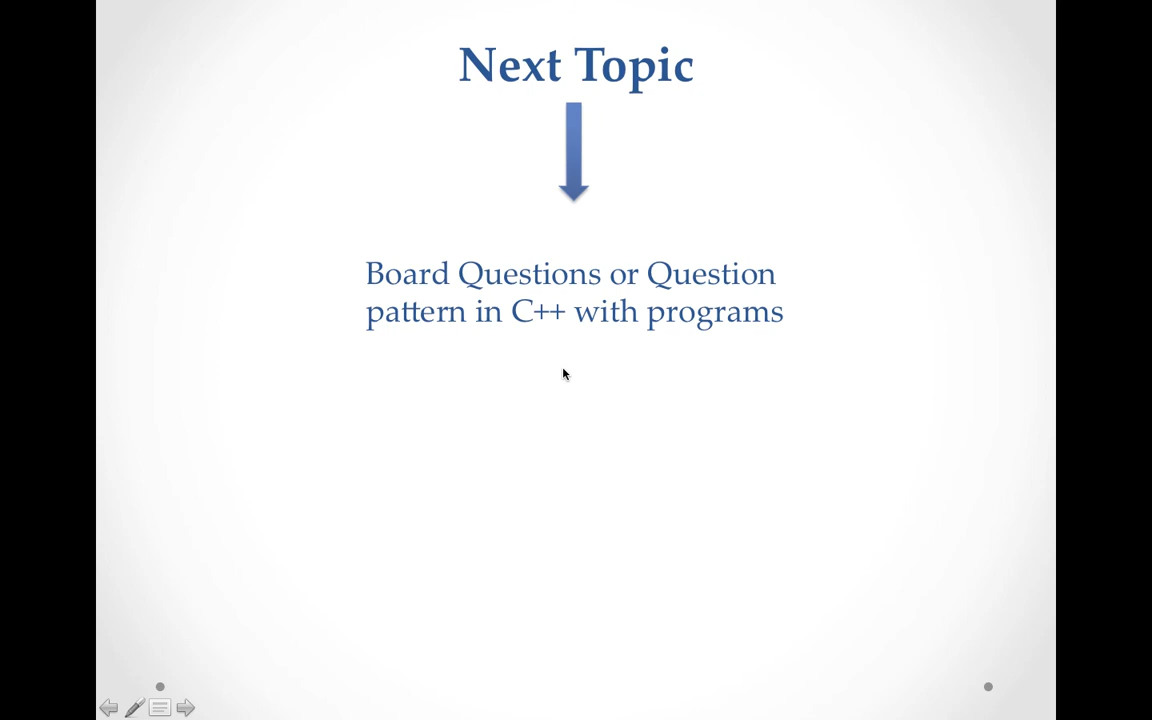 Next Topic
Board Questions or Question
pattern in C++ with programs